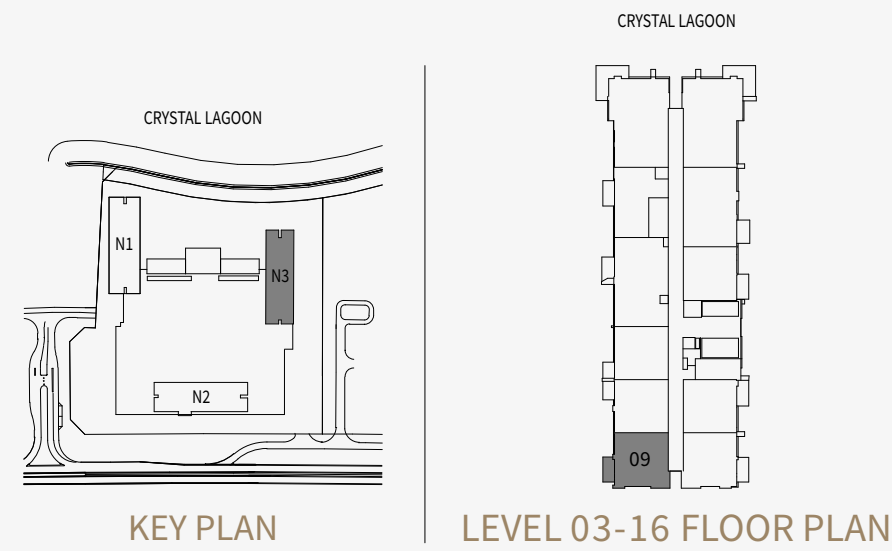 CRYSTAL LAGOON
N1
N3
N2
KEY PLAN
CRYSTAL LAGOON
09
LEVEL 03-16 FLOOR PLAN